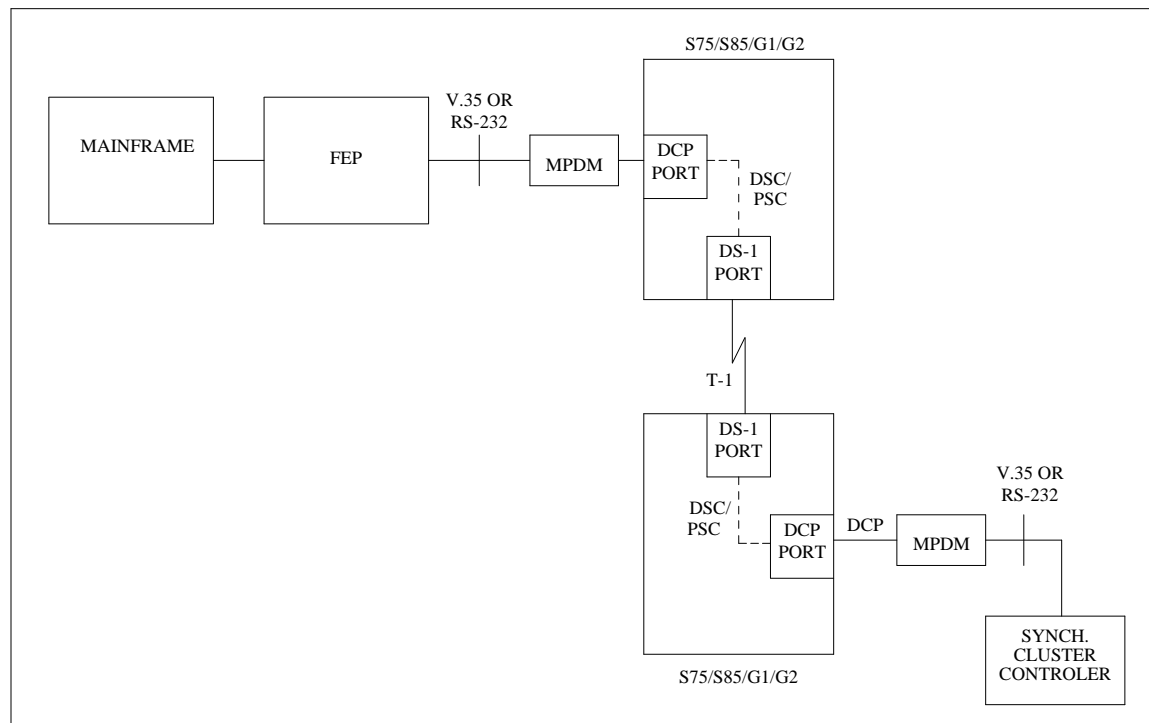 S75/S85/G1/G2
V.35 OR
RS-232
MAINFRAME
FEP
MPDM
DCP
PORT
DSC/
PSC
DS-1
PORT
T-1
DS-1
PORT
DSC/
PSC
DCP
PORT
DCP
MPDM
V.35 OR
RS-232
SYNCH.
CLUSTER
CONTROLER
S75/S85/G1/G2